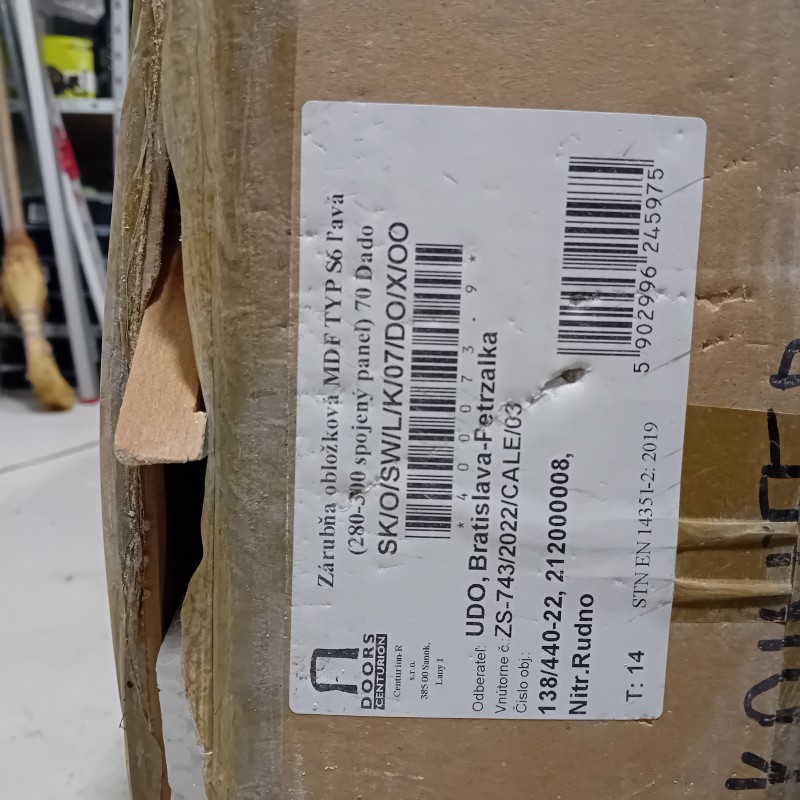 Zárubňa obložková MDF TYP S6 ľavá
(280-300 spojený panel) 70 Dado
SK/O/SW/L/K/07/DO/X/OO
* 4 0 0 0 7 3 . 9 *
DOORS
CENTURION
Centurion-R
s.r.o.
385 00 Sanok,
Lany 1
Odberateľ: UDO, Bratislava-Petrzalka
Vnútorne č.:ZS-743/2022/CALE/03
Číslo obj.:
138/440-22, 212000008,
Nitr.Rudno
5 902996 245975
T: 14
STN EN 14351-2: 2019